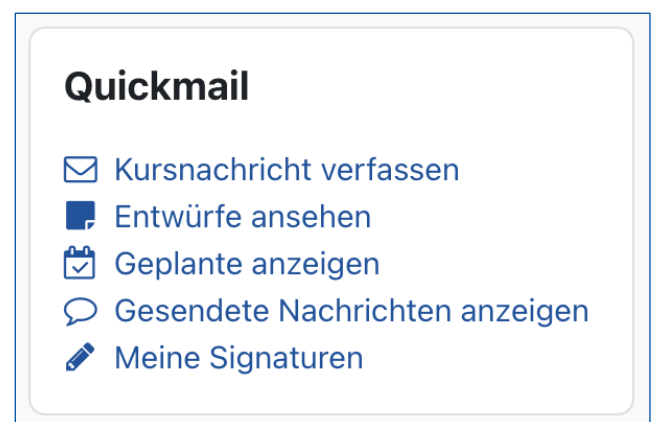 Quickmail
Kursnachricht verfassen
Entwürfe ansehen
Geplante anzeigen
Gesendete Nachrichten anzeigen
Meine Signaturen